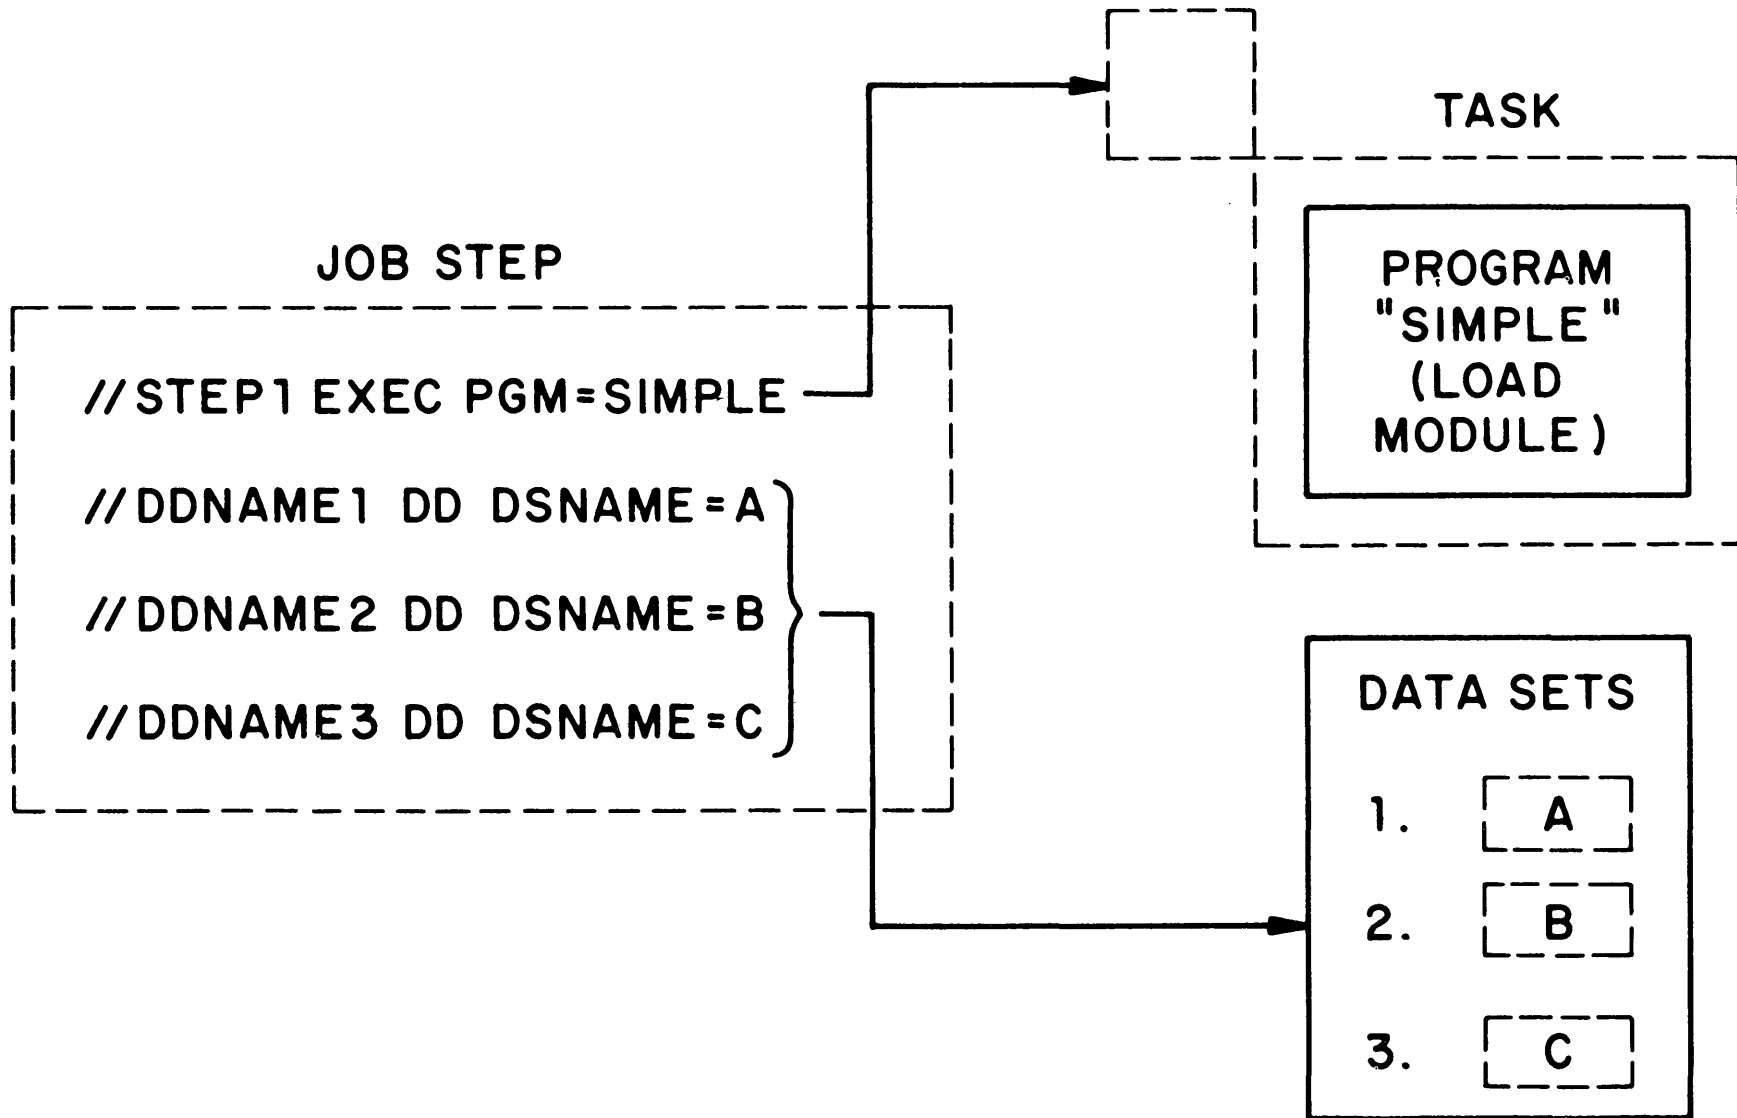 TASK
PROGRAM
"SIMPLE"
(LOAD
MODULE)
JOB STEP
//STEP1 EXEC PGM=SIMPLE
//DDNAME1 DD DSNAME=A
//DDNAME2 DD DSNAME=B
//DDNAME3 DD DSNAME=C
DATA SETS
1. A
2. B
3. C